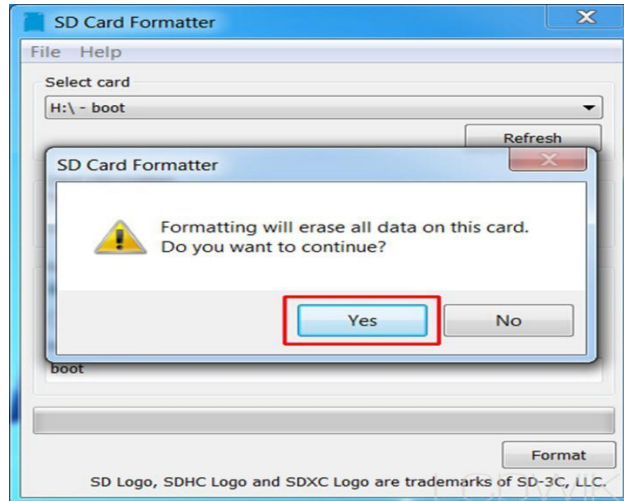 SD Card Formatter
File Help
Select card
H:\ - boot
Refresh
SD Card Formatter
Formatting will erase all data on this card.
Do you want to continue?
Yes
No
boot
Format
SD Logo, SDHC Logo and SDXC Logo are trademarks of SD-3C, LLC.